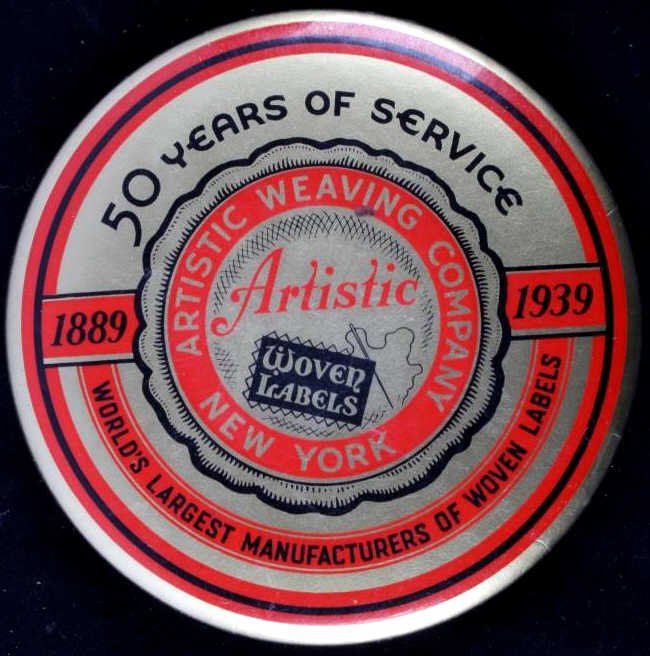 50 YEARS OF SERVICE
ARTISTIC WEAVING COMPANY
Artistic
WOVEN
LABELS
NEW YORK
1889
1939
WORLD'S LARGEST MANUFACTURERS OF WOVEN LABELS